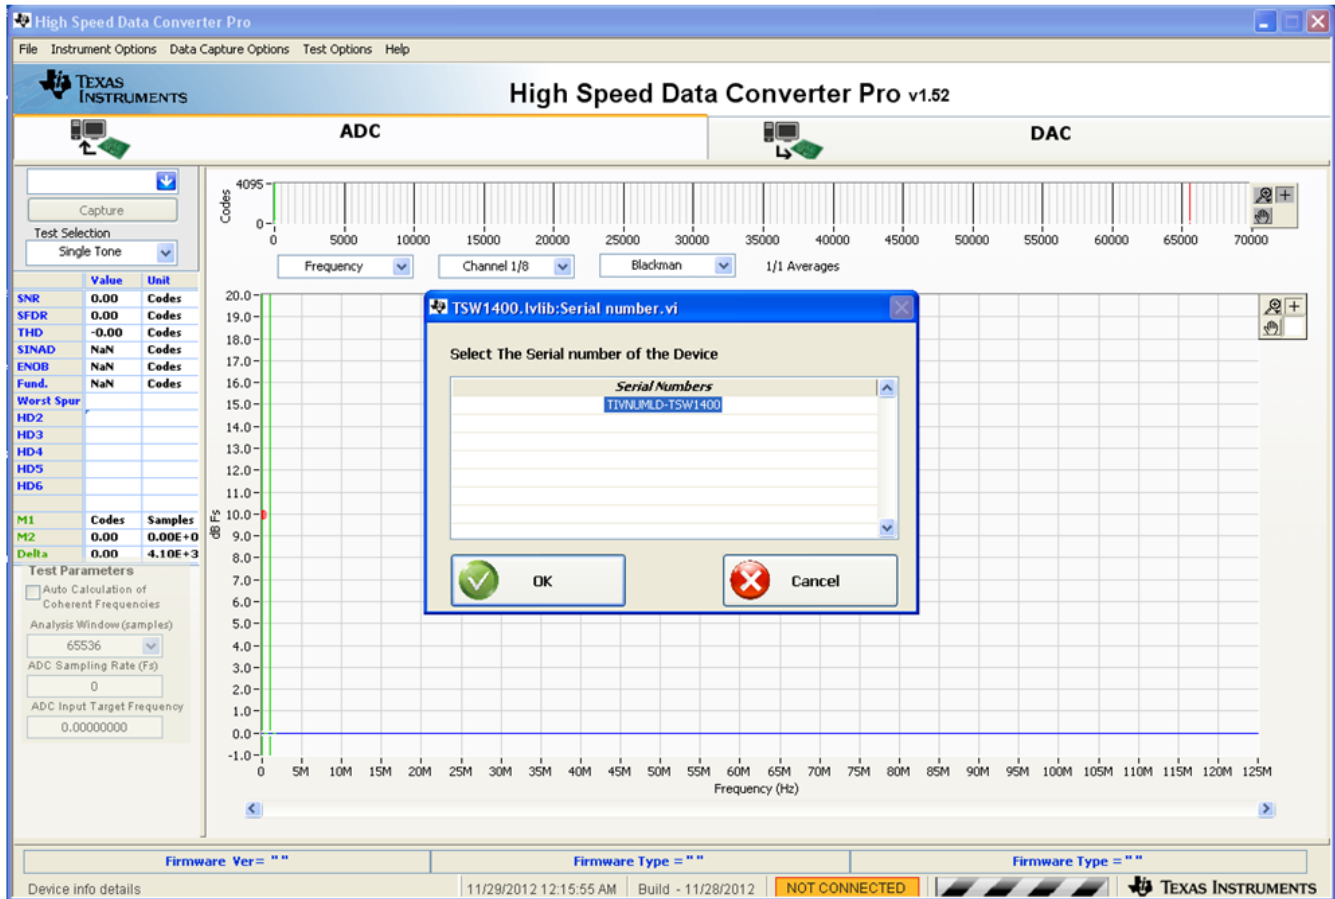 High Speed Data Converter Pro
File Instrument Options Data Capture Options Test Options Help
TEXAS INSTRUMENTS
High Speed Data Converter Pro v1.52
ADC
DAC
Capture
Test Selection
Single Tone
Value Unit
SNR 0.00 Codes
SFDR 0.00 Codes
THD -0.00 Codes
SINAD NaN Codes
ENOB NaN Codes
Fund. NaN Codes
Worst Spur
HD2
HD3
HD4
HD5
HD6
M1 Codes Samples
M2 0.00 0.00E+0
Delta 0.00 4.10E+3
Test Parameters
Auto Calculation of
Coherent Frequencies
Analysis Window (samples)
65536
ADC Sampling Rate (Fs)
0
ADC Input Target Frequency
0.00000000
Codes
4095
0
0 5000 10000 15000 20000 25000 30000 35000 40000 45000 50000 55000 60000 65000 70000
Frequency Channel 1/8 Blackman 1/1 Averages
dB Fs
20.0
19.0
18.0
17.0
16.0
15.0
14.0
13.0
12.0
11.0
10.0
9.0
8.0
7.0
6.0
5.0
4.0
3.0
2.0
1.0
0.0
-1.0
0 5M 10M 15M 20M 25M 30M 35M 40M 45M 50M 55M 60M 65M 70M 75M 80M 85M 90M 95M 100M 105M 110M 115M 120M 125M
Frequency (Hz)
TSW1400.lvlib:Serial number.vi
Select The Serial number of the Device
Serial Numbers
TIVNUMLD-TSW1400
OK Cancel
Firmware Ver= " " Firmware Type = " " Firmware Type = " "
Device info details 11/29/2012 12:15:55 AM Build - 11/28/2012 NOT CONNECTED TEXAS INSTRUMENTS